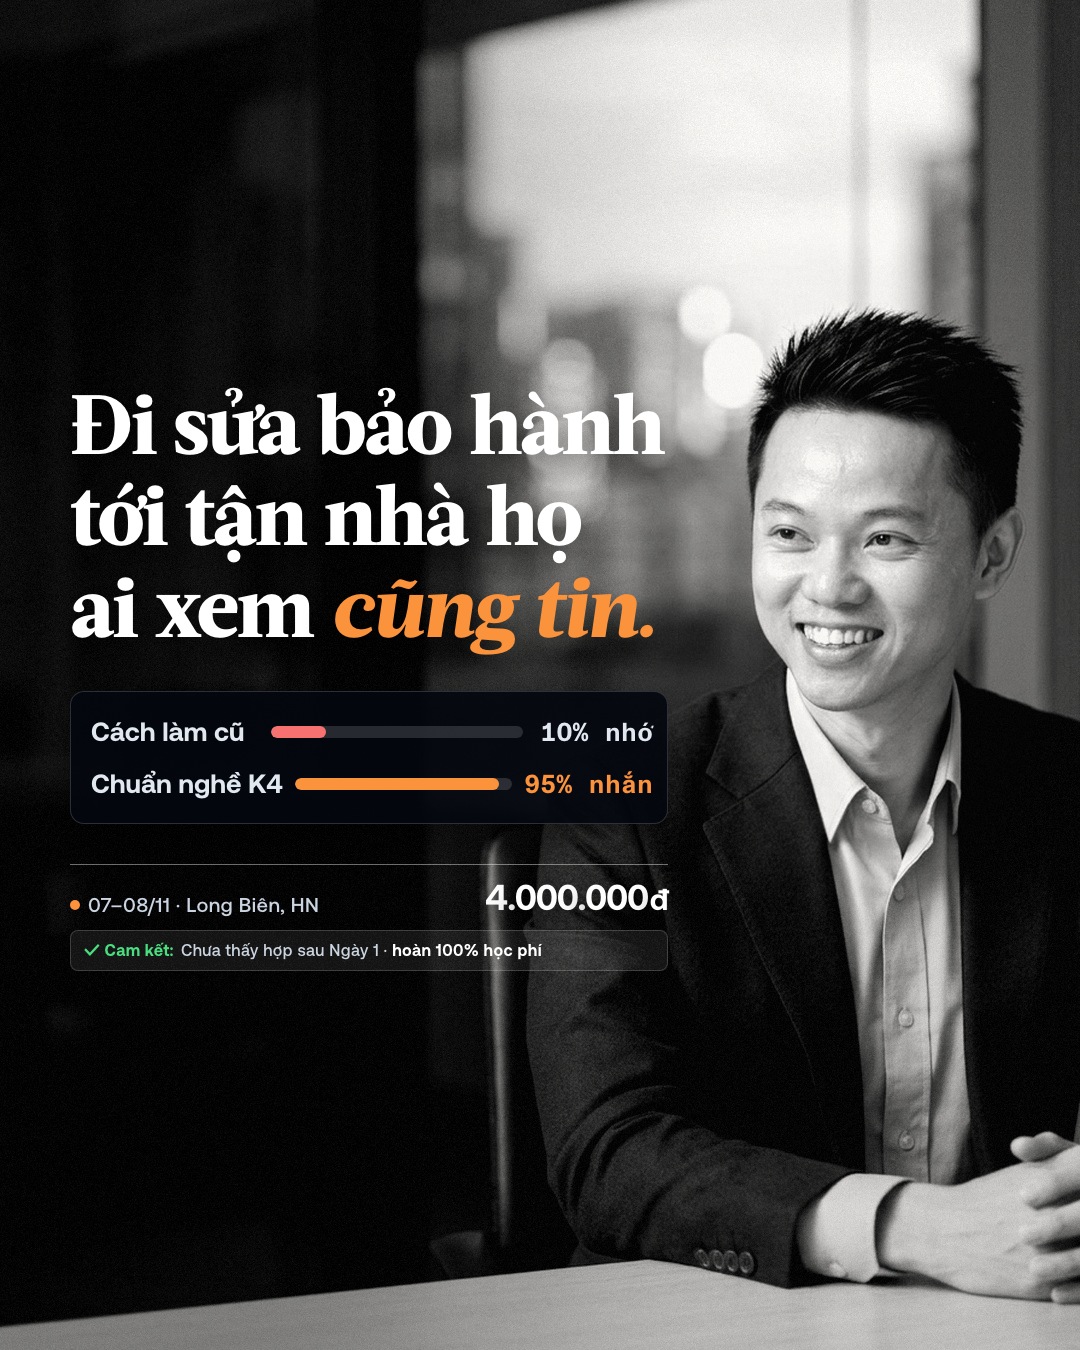 Đi sửa bảo hành
tới tận nhà họ
ai xem cũng tin.
Cách làm cũ 10% nhớ
Chuẩn nghề K4 95% nhắn
07–08/11 · Long Biên, HN
4.000.000đ
✓ Cam kết: Chưa thấy hợp sau Ngày 1 · hoàn 100% học phí